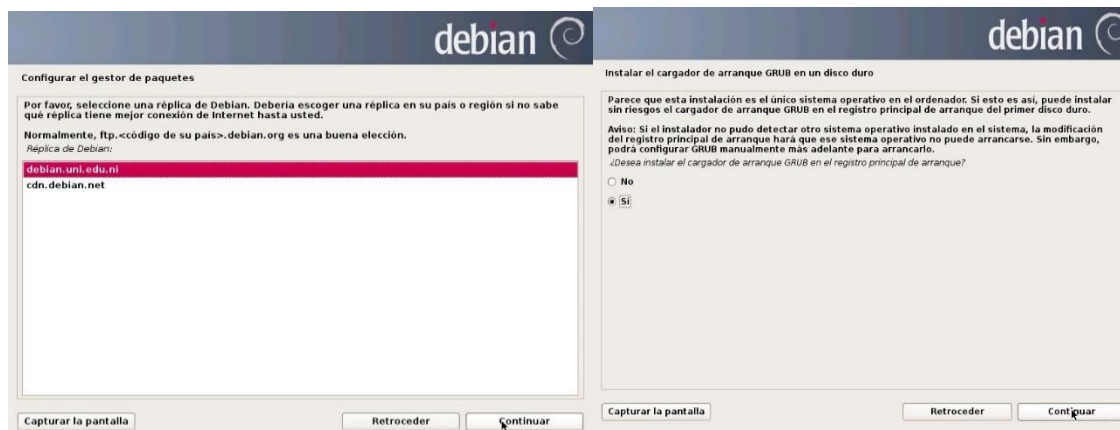 debian
Configurar el gestor de paquetes
Por favor, seleccione una réplica de Debian. Debería escoger una réplica en su país o región si no sabe
qué réplica tiene mejor conexión de Internet hasta usted.
Normalmente, ftp.<código de su país>.debian.org es una buena elección.
Réplica de Debian:
debian.uni.edu.ni
cdn.debian.net
Capturar la pantalla
Retroceder
Continuar
debian
Instalar el cargador de arranque GRUB en un disco duro
Parece que esta instalación es el único sistema operativo en el ordenador. Si esto es así, puede instalar
sin riesgos el cargador de arranque GRUB en el registro principal de arranque del primer disco duro.
Aviso: Si el instalador no pudo detectar otro sistema operativo instalado en el sistema, la modificación
del registro principal de arranque hará que ese sistema operativo no puede arrancarse. Sin embargo,
podrá configurar GRUB manualmente más adelante para arrancarlo.
¿Desea instalar el cargador de arranque GRUB en el registro principal de arranque?
No
Sí
Capturar la pantalla
Retroceder
Continuar